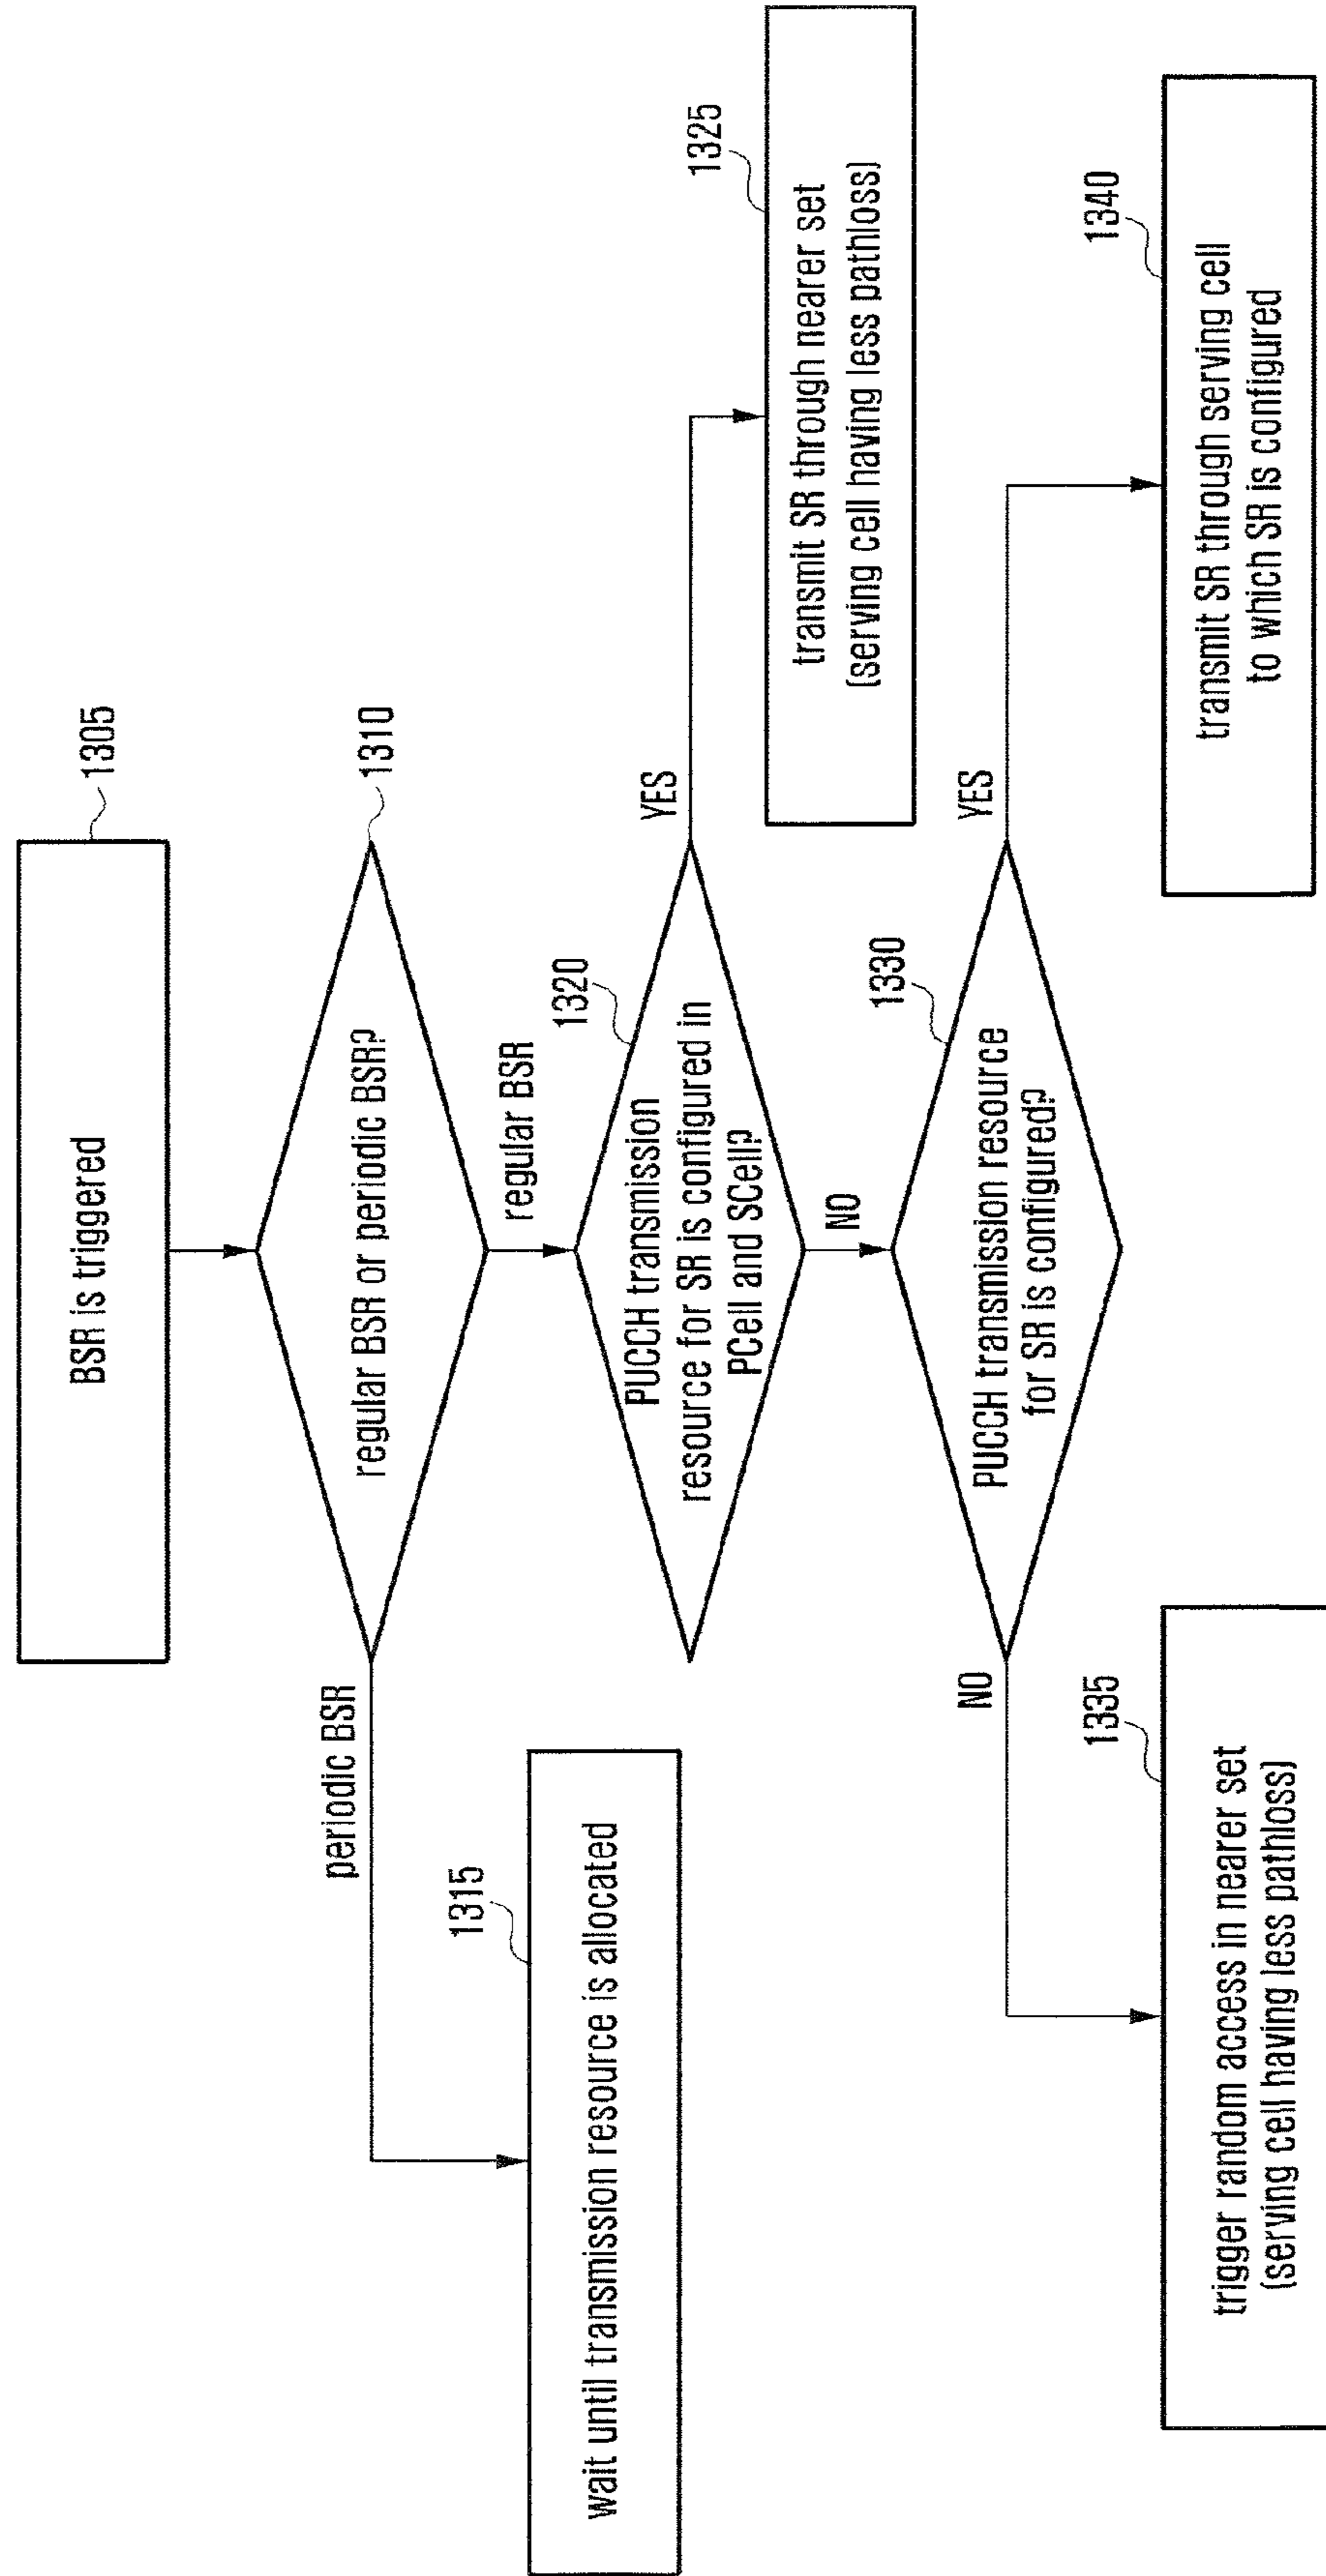 BSR is triggered
1305
regular BSR or periodic BSR?
1310
periodic BSR
regular BSR
wait until transmission resource is allocated
1315
PUCCH transmission
resource for SR is configured in
PCell and SCell?
1320
YES
NO
transmit SR through nearer set
(serving cell having less pathloss)
1325
PUCCH transmission resource
for SR is configured?
1330
NO
YES
trigger random access in nearer set
(serving cell having less pathloss)
1335
transmit SR through serving cell
to which SR is configured
1340